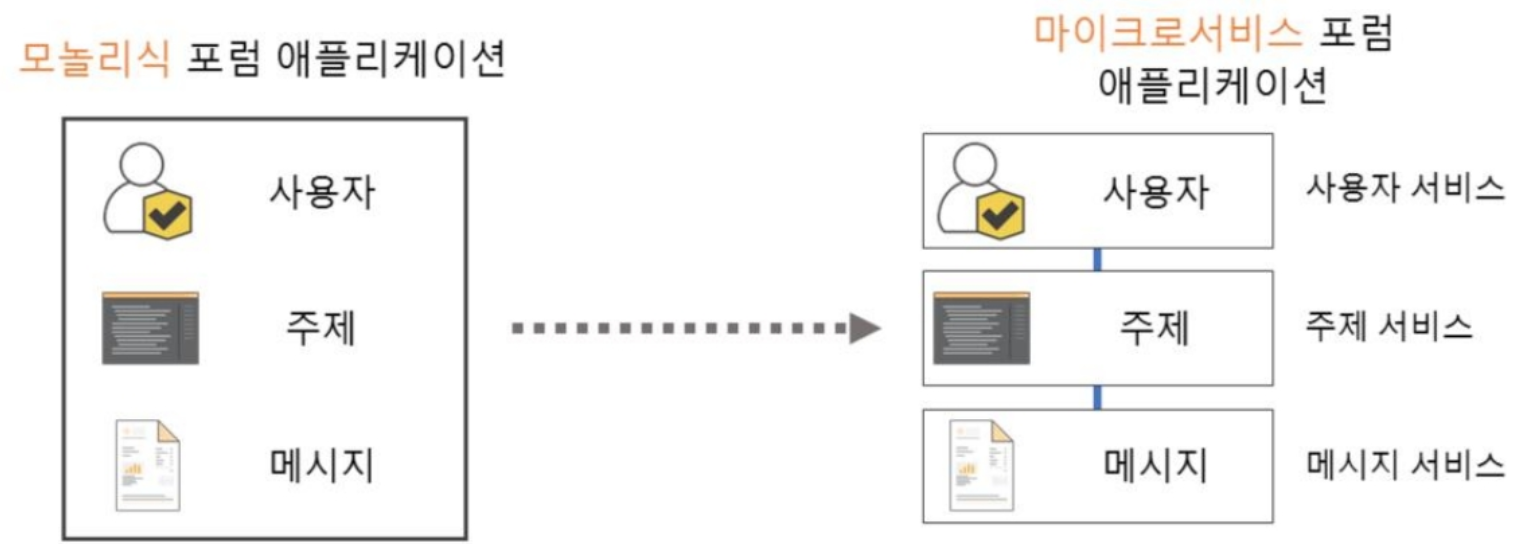 모놀리식 포럼 애플리케이션
사용자
주제
메시지
마이크로서비스 포럼
애플리케이션
사용자 사용자 서비스
주제 주제 서비스
메시지 메시지 서비스